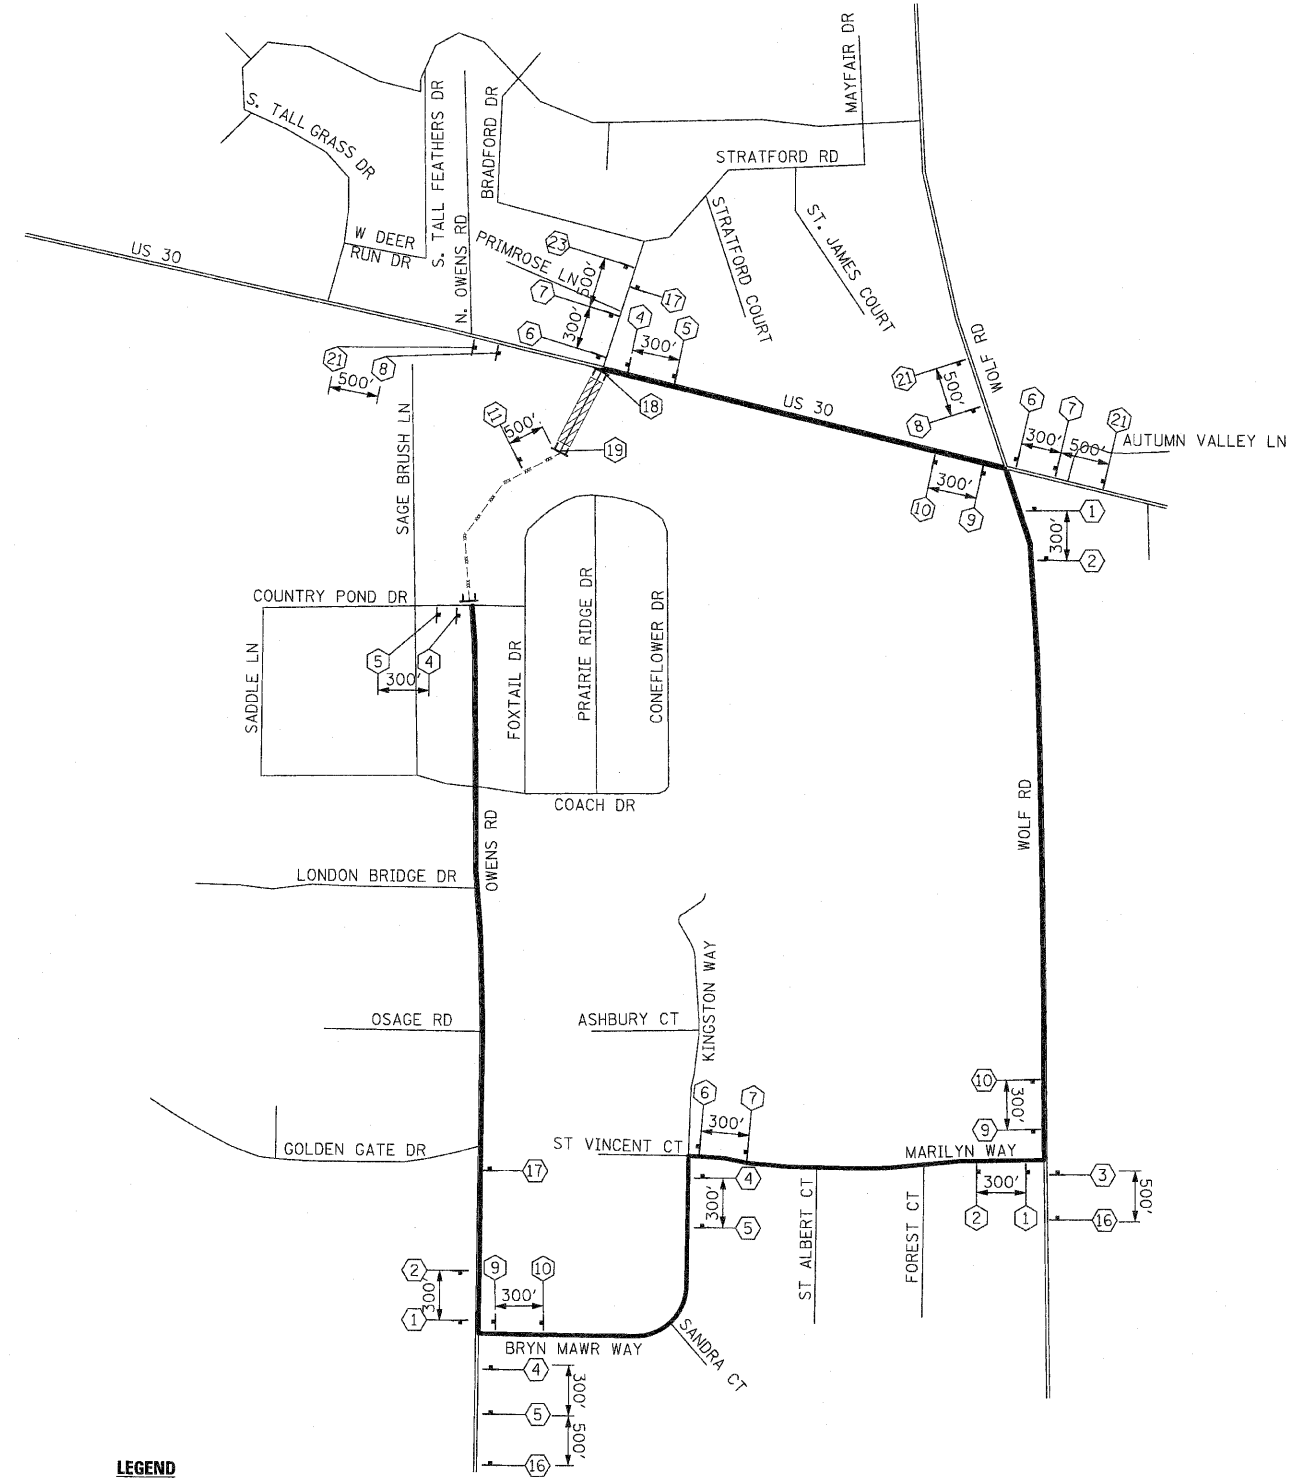 MAYFAIR DR
S. TALL GRASS DR
S. TALL FEATHERS DR
BRADFORD DR
STRATFORD RD
W DEER
RUN DR
N. OWENS RD
PRIMROSE LN
STRATFORD COURT
ST. JAMES COURT
US 30
23
500'
7
300'
6
17
4
5
300'
21
8
500'
18
US 30
WOLF RD
21
500'
8
6
7
21
300'
500'
AUTUMN VALLEY LN
11
500'
19
SAGE BRUSH LN
10
300'
9
1
300'
2
COUNTRY POND DR
5
4
300'
SADDLE LN
FOXTAIL DR
PRAIRIE RIDGE DR
CONEFLOWER DR
COACH DR
OWENS RD
WOLF RD
LONDON BRIDGE DR
OSAGE RD
ASHBURY CT
KINGSTON WAY
GOLDEN GATE DR
17
ST VINCENT CT
6
7
300'
10
300'
9
MARILYN WAY
4
300'
5
2
300'
1
3
500'
16
ST ALBERT CT
FOREST CT
2
300'
1
9
10
300'
BRYN MAWR WAY
SANDRA CT
4
300'
5
500'
16
LEGEND